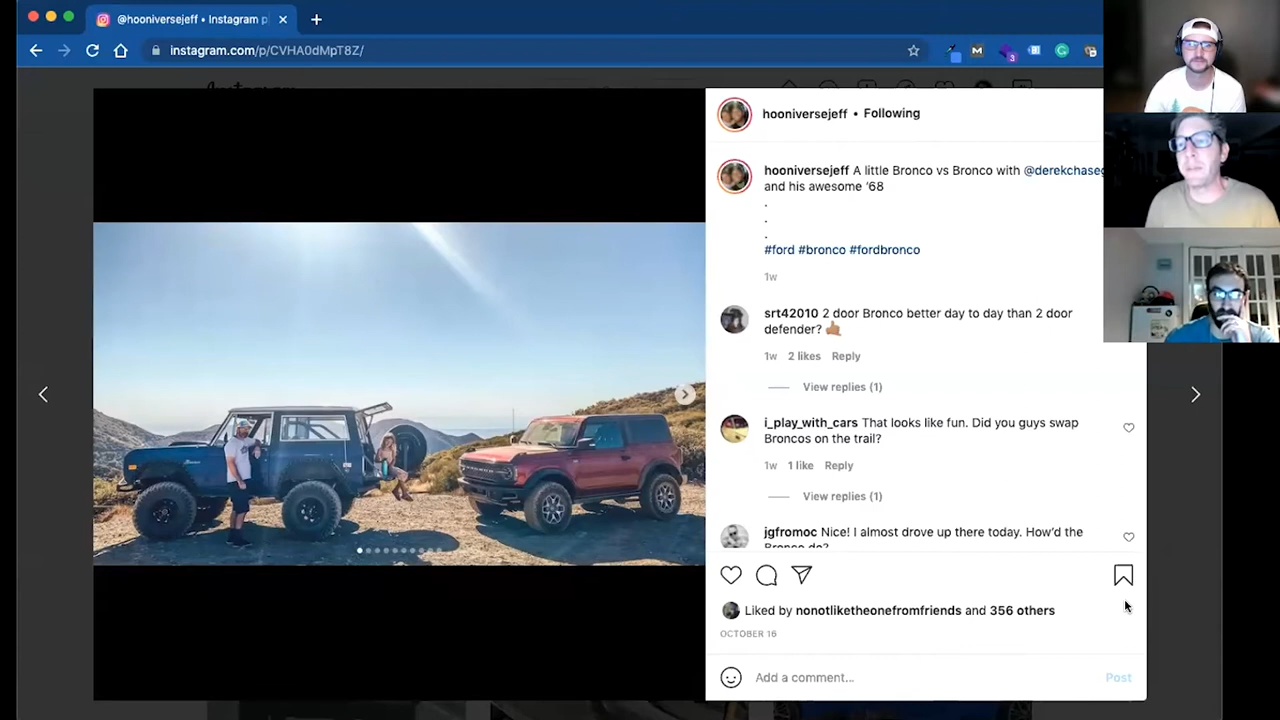 @hooniversejeff • Instagram p
instagram.com/p/CVHA0dMpT8Z/
M
3
Instagram
hooniversejeff • Following
hooniversejeff A little Bronco vs Bronco with @derekchase
and his awesome '68
.
.
.
#ford #bronco #fordbronco
1w
srt42010 2 door Bronco better day to day than 2 door
defender? 🤙🏽
1w 2 likes Reply
View replies (1)
i_play_with_cars That looks like fun. Did you guys swap
Broncos on the trail?
1w 1 like Reply
View replies (1)
jgfromoc Nice! I almost drove up there today. How'd the
Bronco do?
Liked by nonotliketheonefromfriends and 356 others
OCTOBER 16
Add a comment... Post